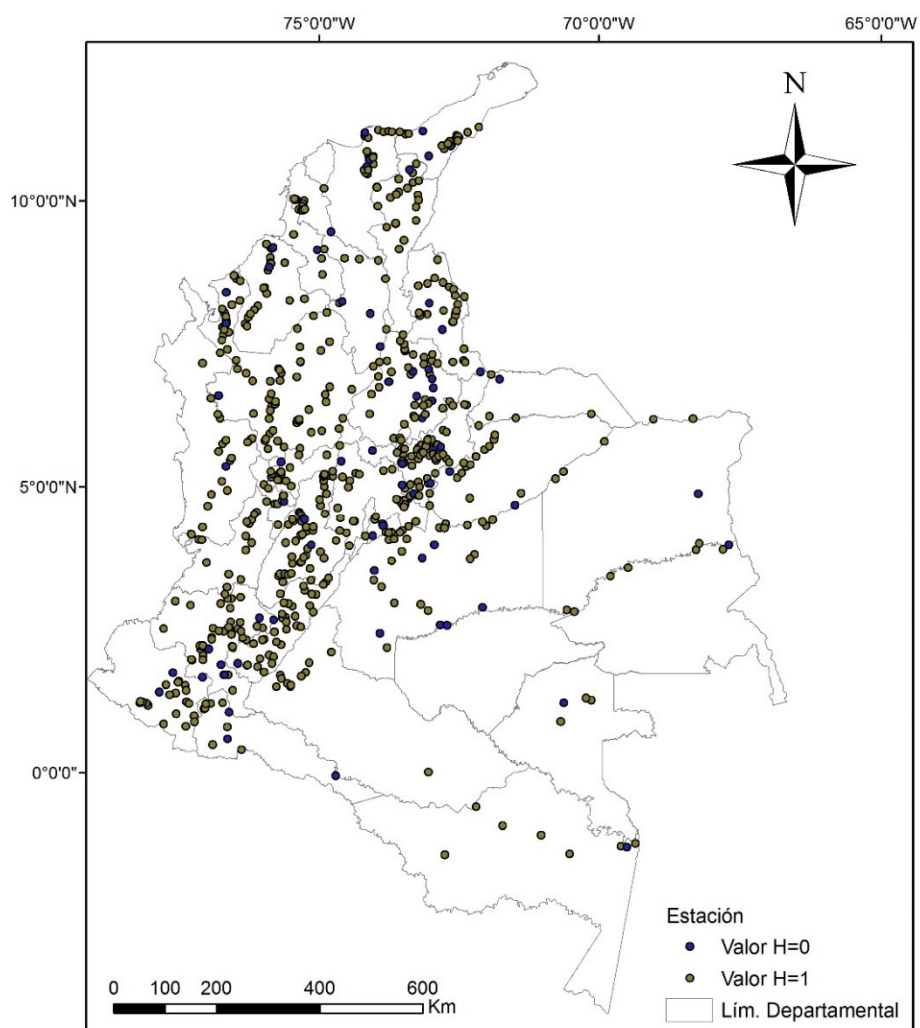 75°0'0"W 70°0'0"W 65°0'0"W
N
10°0'0"N
5°0'0"N
0°0'0"
Estación
Valor H=0
Valor H=1
Lím. Departamental
0 100 200 400 600
Km